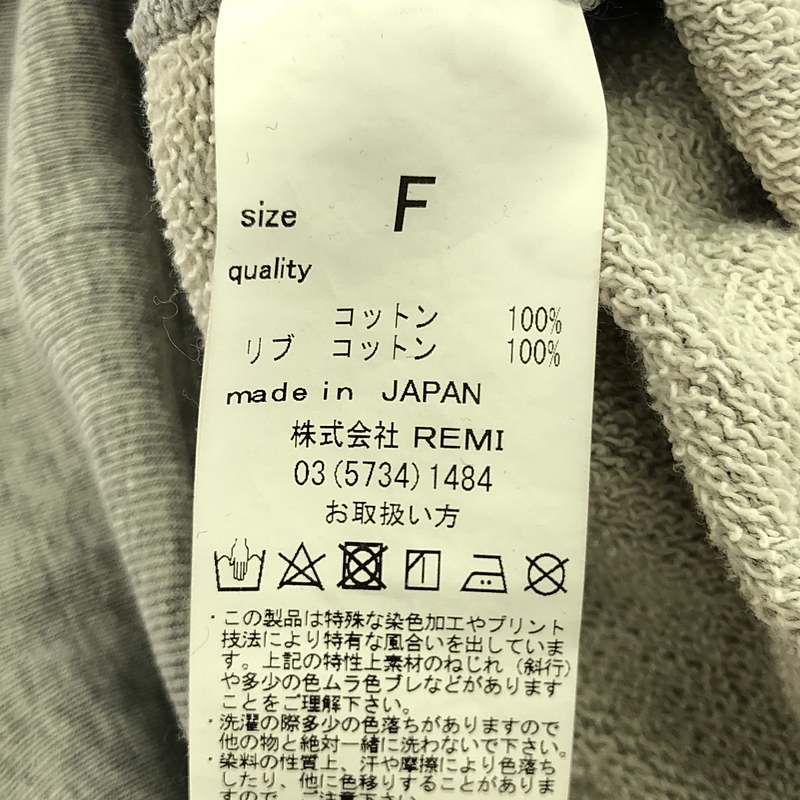 size F
quality
コットン 100%
リブ コットン 100%
made in JAPAN
株式会社 REMI
03(5734)1484
お取扱い方
・この製品は特殊な染色加工やプリント
技法により特有な風合いを出していま
す。上記の特性上素材のねじれ(斜行)
や多少の色ムラ色ブレなどがあります
ことをご理解下さい。
・洗濯の際多少の色落ちがありますので
他の物と絶対一緒に洗わないで下さい。
・染料の性質上、汗や摩擦により色落ち
したり、他に色移りすることがありま
すので、ご注意下さい。